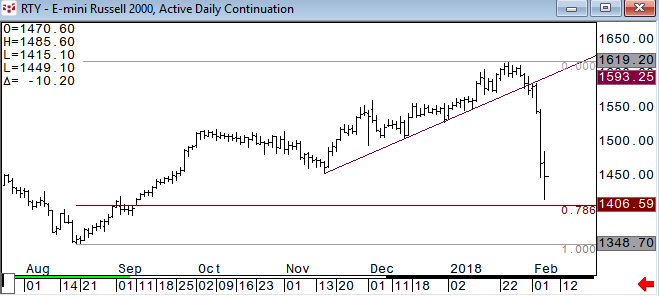 RTY - E-mini Russell 2000, Active Daily Continuation
O=1470.60
H=1485.60
L=1415.10
L=1449.10
Δ= -10.20
1650.00
1619.20
0.000
1593.25
1550.00
1500.00
1450.00
1406.59
0.786
1348.70
1.000
Aug Sep Oct Nov Dec 2018 Feb
01 14 21 01 11 18 25 02 09 16 23 01 13 20 01 11 18 02 08 22 01 12